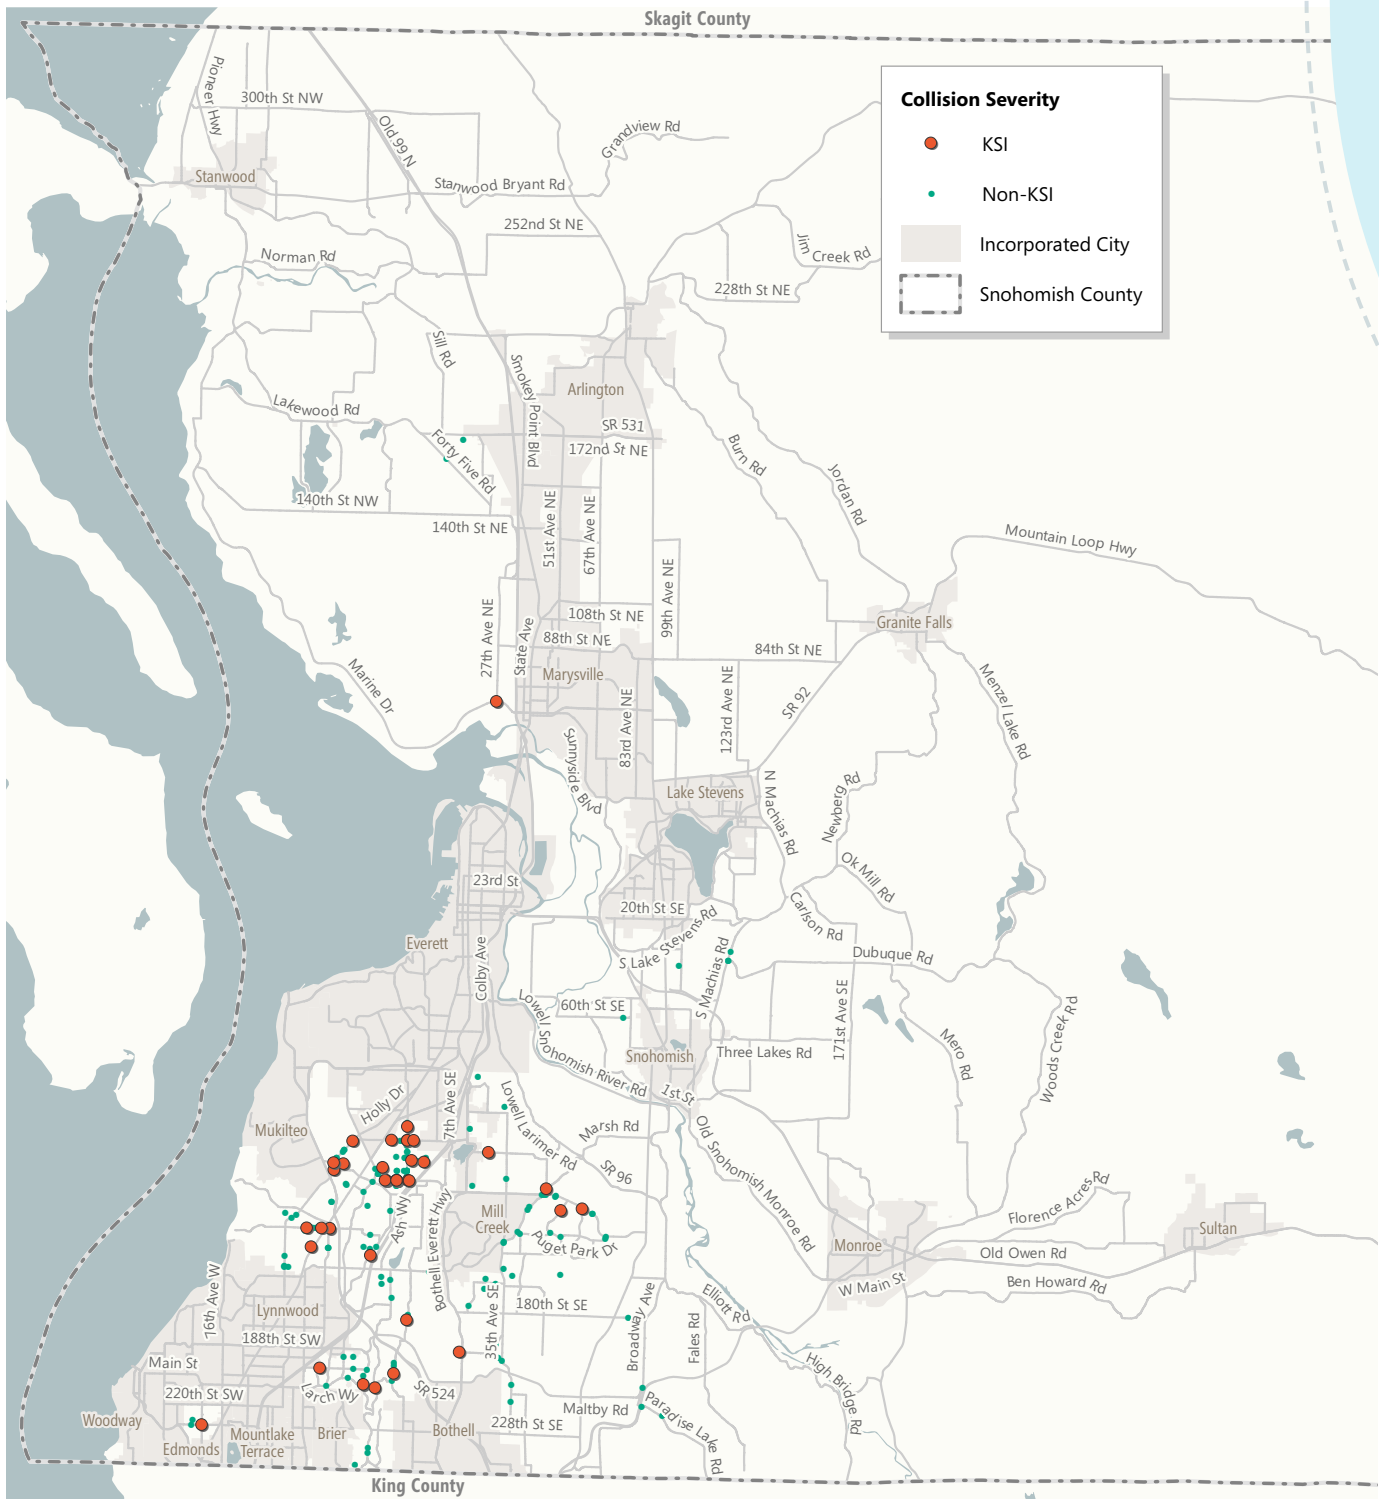 Skagit County
Collision Severity
KSI
Non-KSI
Incorporated City
Snohomish County
Pioneer Hwy
300th St NW
Old 99 N
Grandview Rd
Stanwood
Stanwood Bryant Rd
252nd St NE
Jim Creek Rd
Norman Rd
228th St NE
Sill Rd
Smokey Point Blvd
Arlington
Lakewood Rd
SR 531
172nd St NE
Forty Five Rd
Burn Rd
Jordan Rd
140th St NW
140th St NE
51st Ave NE
67th Ave NE
Mountain Loop Hwy
99th Ave NE
27th Ave NE
108th St NE
Granite Falls
State Ave
88th St NE
84th St NE
Marysville
Marine Dr
83rd Ave NE
123rd Ave NE
SR 92
Menzel Lake Rd
Sunnyside Blvd
Lake Stevens
N Machias Rd
Newberg Rd
23rd St
Ok Mill Rd
20th St SE
Carlson Rd
Everett
Colby Ave
S Lake Stevens Rd
S Machias Rd
Dubuque Rd
60th St SE
171st Ave SE
Lowell Snohomish River Rd
Snohomish
Three Lakes Rd
Mero Rd
Woods Creek Rd
Holly Dr
7th Ave SE
Lowell Larimer Rd
1st St
Mukilteo
Marsh Rd
Old Snohomish Monroe Rd
SR 96
Ash Wy
Bothell Everett Hwy
Mill
Creek
Florence Acres Rd
Sultan
Puget Park Dr
Monroe
Old Owen Rd
76th Ave W
W Main St
Ben Howard Rd
Lynnwood
35th Ave SE
180th St SE
Broadway Ave
Elliott Rd
Fales Rd
188th St SW
Main St
High Bridge Rd
220th St SW
Larch Wy
SR 524
Maltby Rd
Paradise Lake Rd
Woodway
228th St SE
Edmonds
Mountlake
Terrace
Brier
Bothell
King County